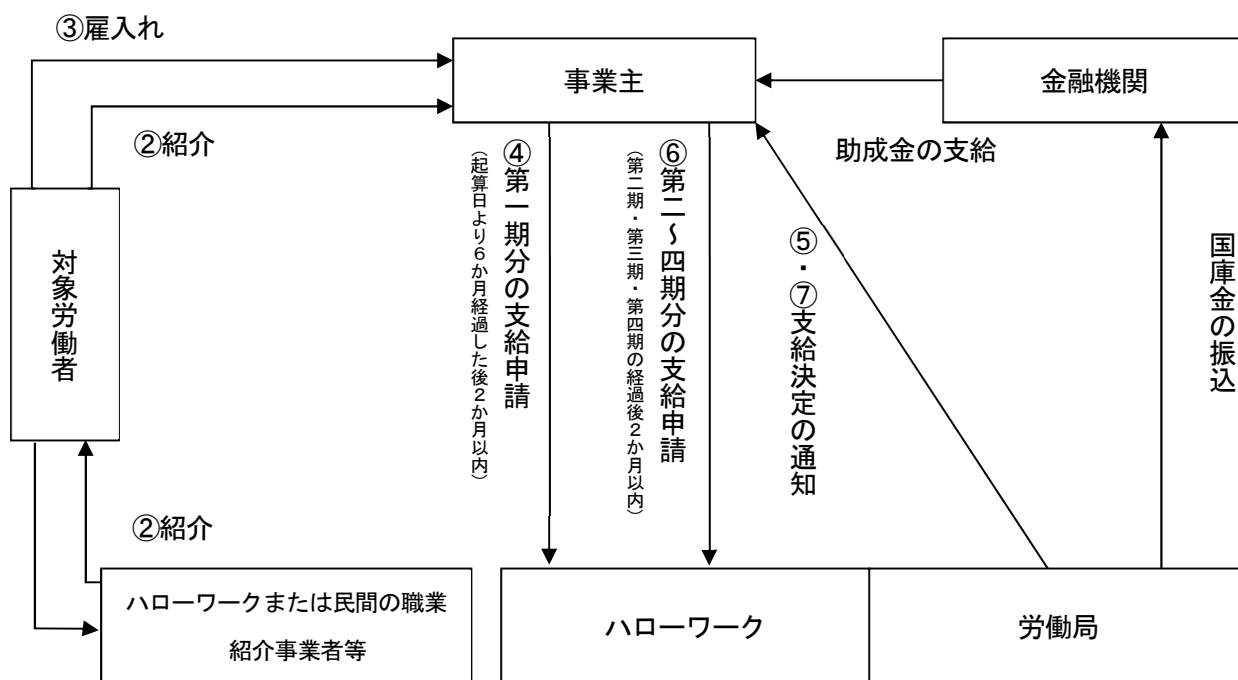 ③雇入れ
事業主
金融機関
②紹介
助成金の支給
④第一期分の支給申請
（起算日より６か月経過した後２か月以内）
⑥第二～四期分の支給申請
（第二期・第三期・第四期の経過後２か月以内）
⑤・⑦支給決定の通知
国庫金の振込
対象労働者
②紹介
ハローワークまたは民間の職業
紹介事業者等
ハローワーク
労働局